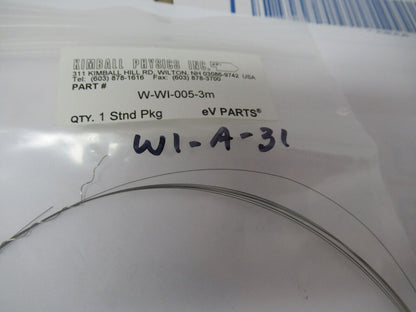 KIMBALL PHYSICS INC.
311 KIMBALL HILL RD, WILTON, NH 03086-9742 USA
Tel: (603) 878-1616 Fax: (603) 878-3700
PART #
W-WI-005-3m
QTY. 1 Stnd Pkg eV PARTS®
WI-A-31